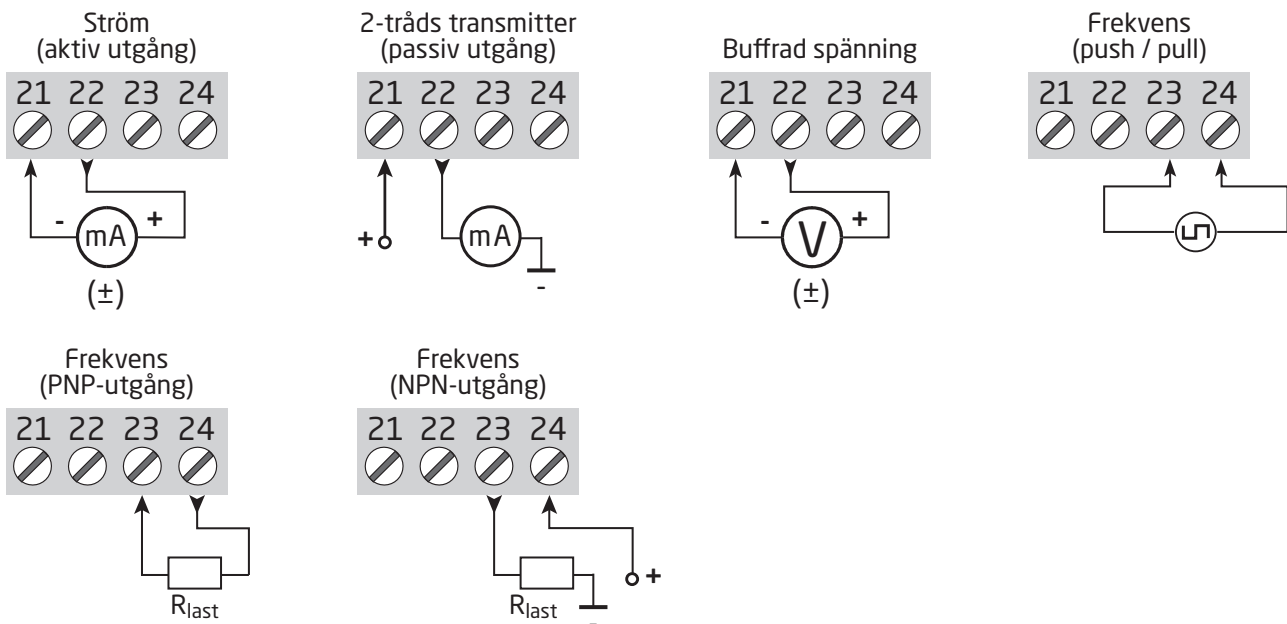 Ström
(aktiv utgång)
21 22 23 24
- mA +
(±)
2-tråds transmitter
(passiv utgång)
21 22 23 24
+ mA
-
Buffrad spänning
21 22 23 24
- V +
(±)
Frekvens
(push / pull)
21 22 23 24
Frekvens
(PNP-utgång)
21 22 23 24
Rlast
Frekvens
(NPN-utgång)
21 22 23 24
+
Rlast
-